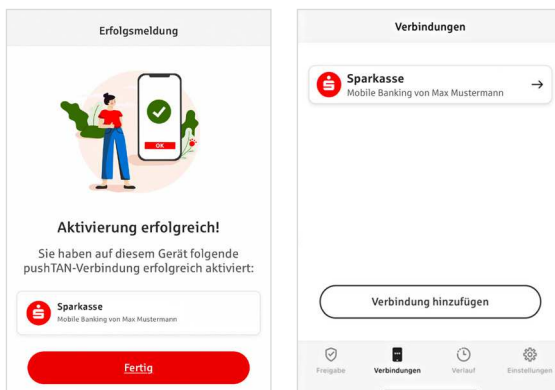 Erfolgsmeldung
OK
Aktivierung erfolgreich!
Sie haben auf diesem Gerät folgende
pushTAN-Verbindung erfolgreich aktiviert:
Sparkasse
Mobile Banking von Max Mustermann
Fertig
Verbindungen
Sparkasse
Mobile Banking von Max Mustermann
Verbindung hinzufügen
Freigabe
Verbindungen
Verlauf
Einstellungen